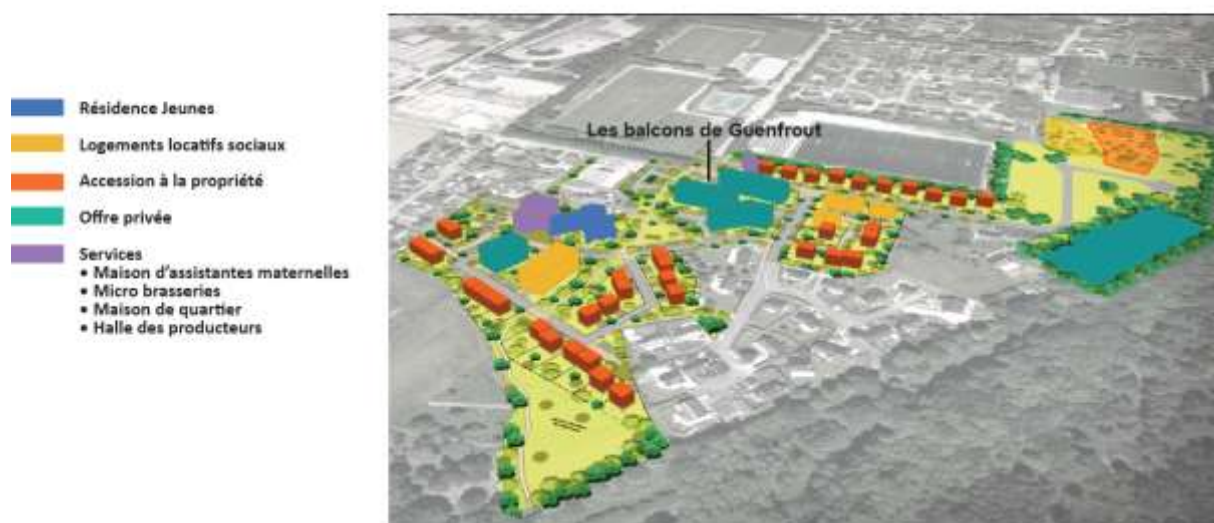 Résidence Jeunes
Logements locatifs sociaux
Accession à la propriété
Offre privée
Services
• Maison d'assistantes maternelles
• Micro brasseries
• Maison de quartier
• Halle des producteurs
Les balcons de Guenfrout